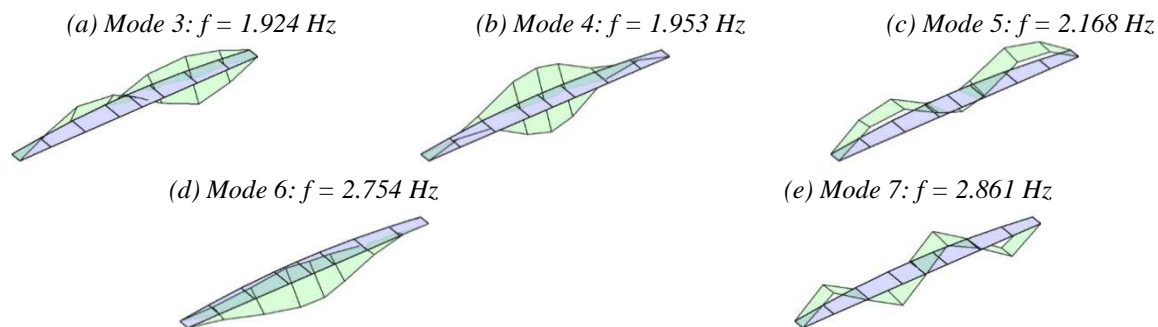 (a) Mode 3: f = 1.924 Hz
(b) Mode 4: f = 1.953 Hz
(c) Mode 5: f = 2.168 Hz
(d) Mode 6: f = 2.754 Hz
(e) Mode 7: f = 2.861 Hz